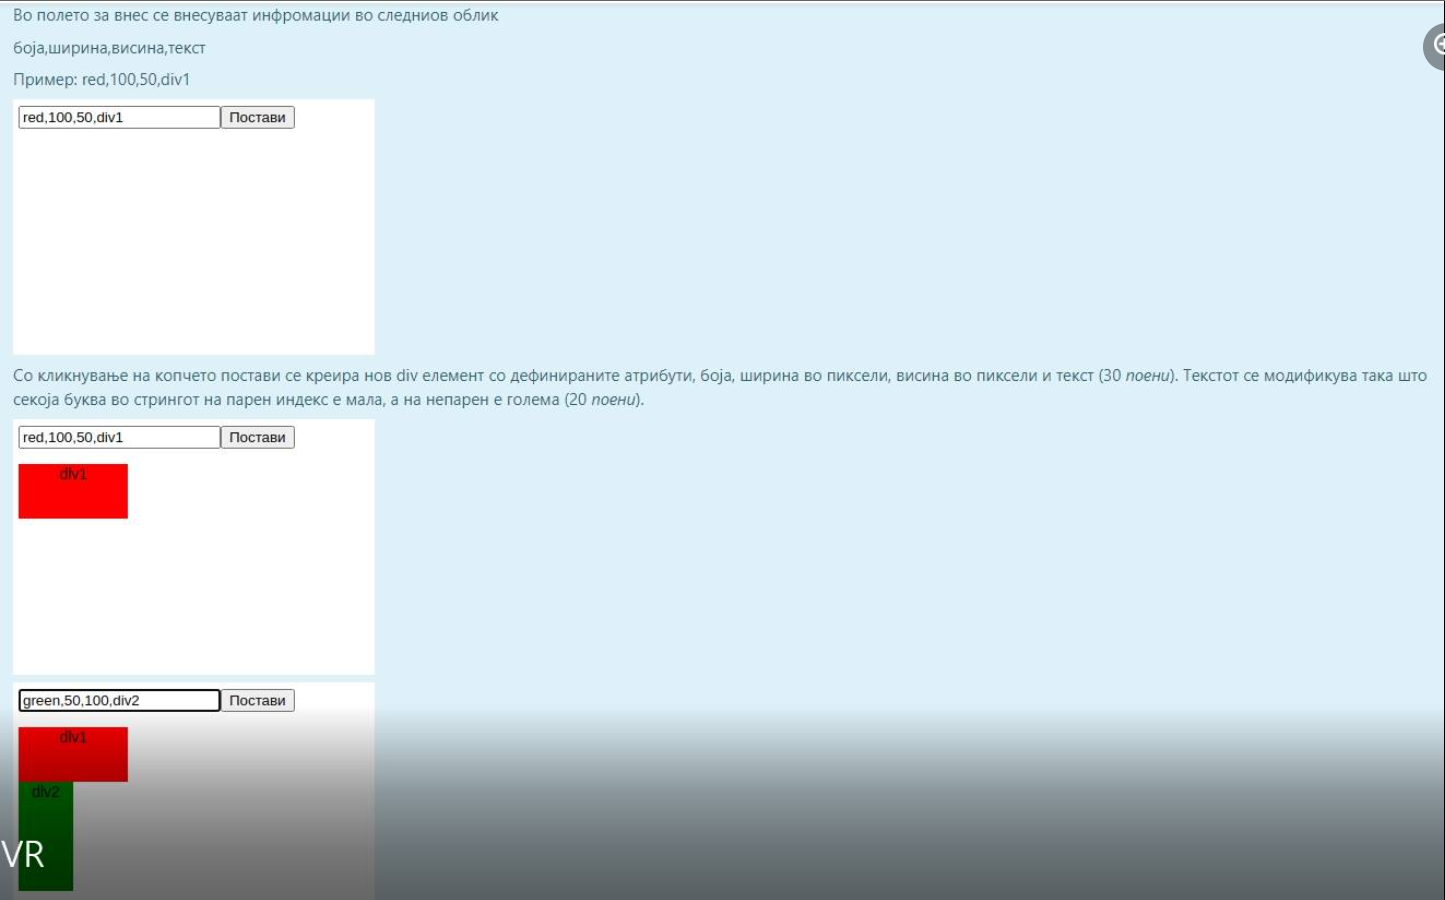 Во полето за внес се внесуваат инфромации во следниов облик
боја,ширина,висина,текст
Пример: red,100,50,div1
red,100,50,div1 Постави
Со кликнување на копчето постави се креира нов div елемент со дефинираните атрибути, боја, ширина во пиксели, висина во пиксели и текст (30 поени). Текстот се модификува така што
секоја буква во стрингот на парен индекс е мала, а на непарен е голема (20 поени).
red,100,50,div1 Постави
dIv1
green,50,100,div2 Постави
dIv1
dIv2
VR